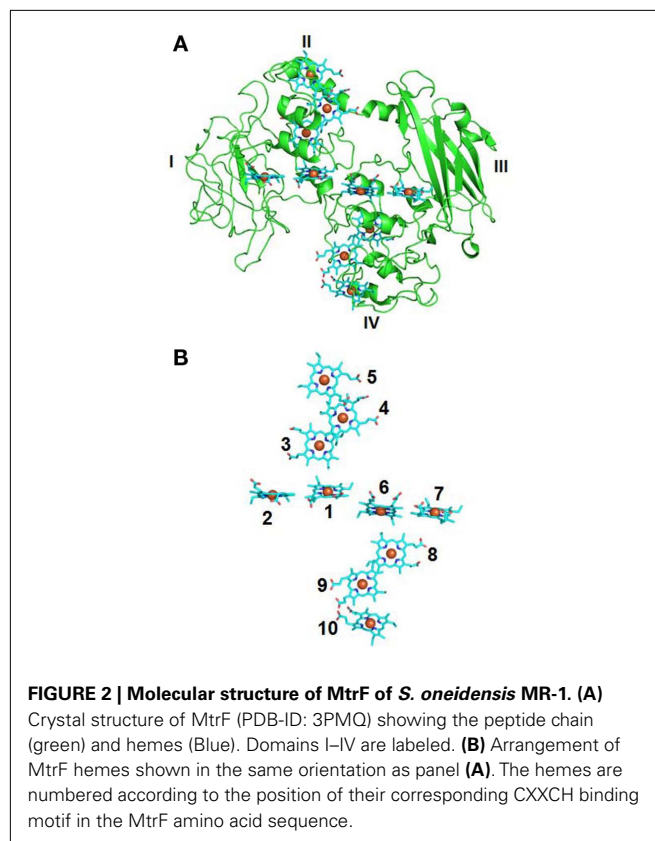 A
II
I
III
IV
B
5
4
3
6
7
2
1
8
9
10
FIGURE 2 | Molecular structure of MtrF of S. oneidensis MR-1. (A)
Crystal structure of MtrF (PDB-ID: 3PMQ) showing the peptide chain
(green) and hemes (Blue). Domains I–IV are labeled. (B) Arrangement of
MtrF hemes shown in the same orientation as panel (A). The hemes are
numbered according to the position of their corresponding CXXCH binding
motif in the MtrF amino acid sequence.